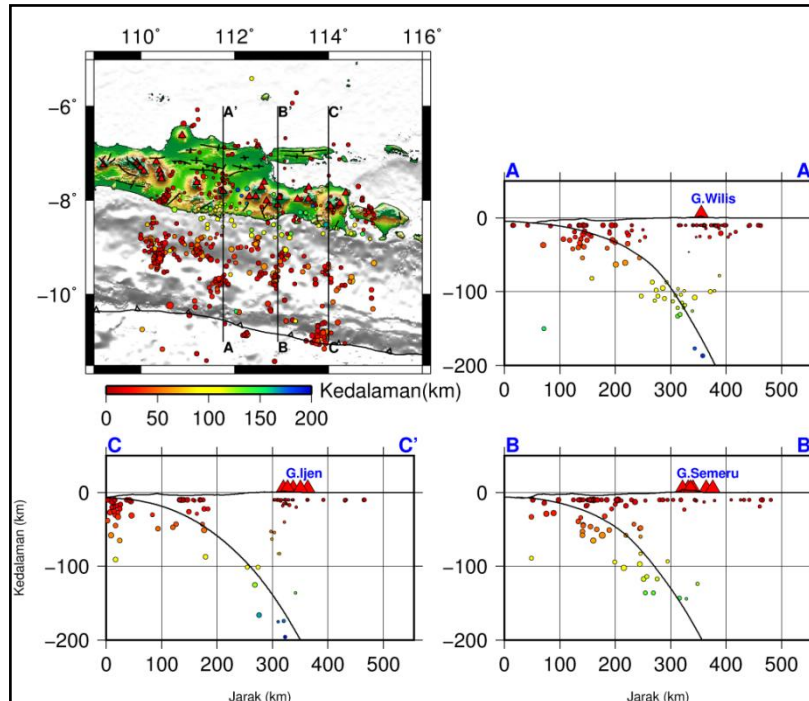 110° 112° 114° 116°
−6°
−8°
−10°
A' B' C'
A B C
Kedalaman(km)
0 50 100 150 200
A A
G.Wilis
0
−100
−200
0 100 200 300 400 500
C C'
G.Ijen
0
−100
−200
0 100 200 300 400 500
Kedalaman (km)
Jarak (km)
B B
G.Semeru
0
−100
−200
0 100 200 300 400 500
Jarak (km)